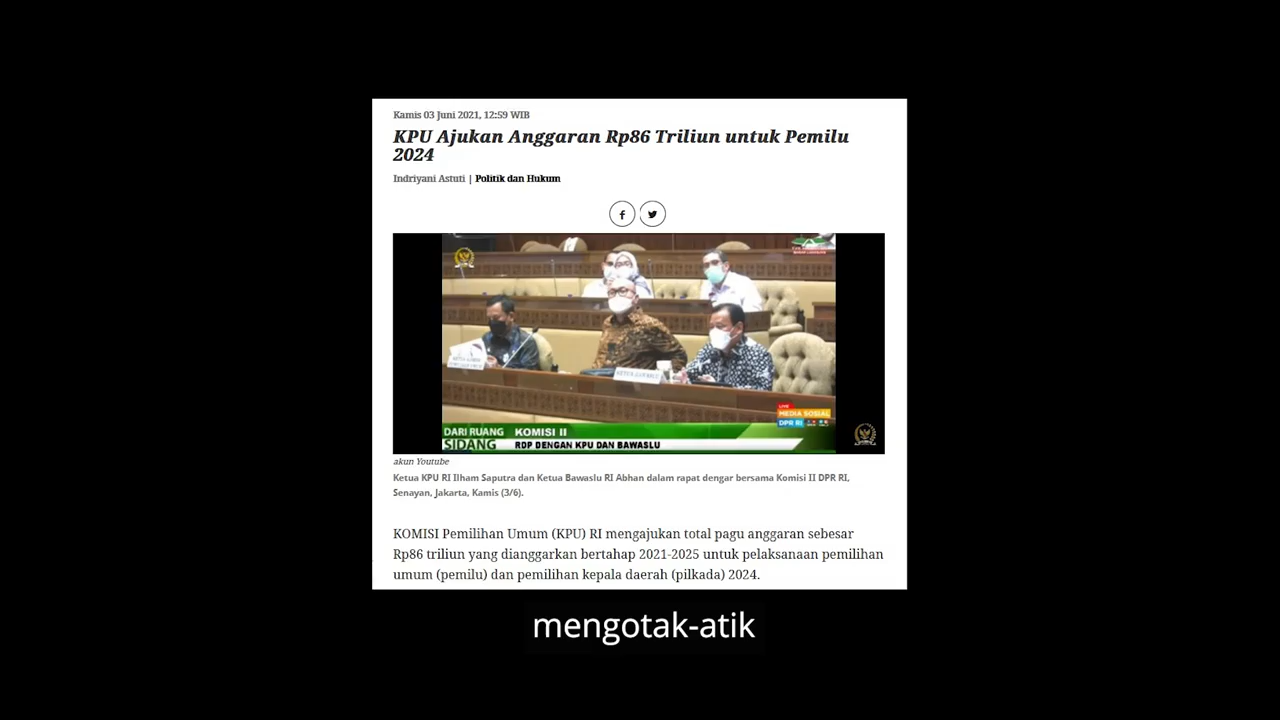 Kamis 03 Juni 2021, 12:59 WIB
KPU Ajukan Anggaran Rp86 Triliun untuk Pemilu
2024
Indriyani Astuti | Politik dan Hukum
LIVE
MEDIA SOSIAL
DPR RI
DARI RUANG
SIDANG
KOMISI II
RDP DENGAN KPU DAN BAWASLU
akun Youtube
Ketua KPU RI Ilham Saputra dan Ketua Bawaslu RI Abhan dalam rapat dengar bersama Komisi II DPR RI,
Senayan, Jakarta, Kamis (3/6).
KOMISI Pemilihan Umum (KPU) RI mengajukan total pagu anggaran sebesar
Rp86 triliun yang dianggarkan bertahap 2021-2025 untuk pelaksanaan pemilihan
umum (pemilu) dan pemilihan kepala daerah (pilkada) 2024.
mengotak-atik